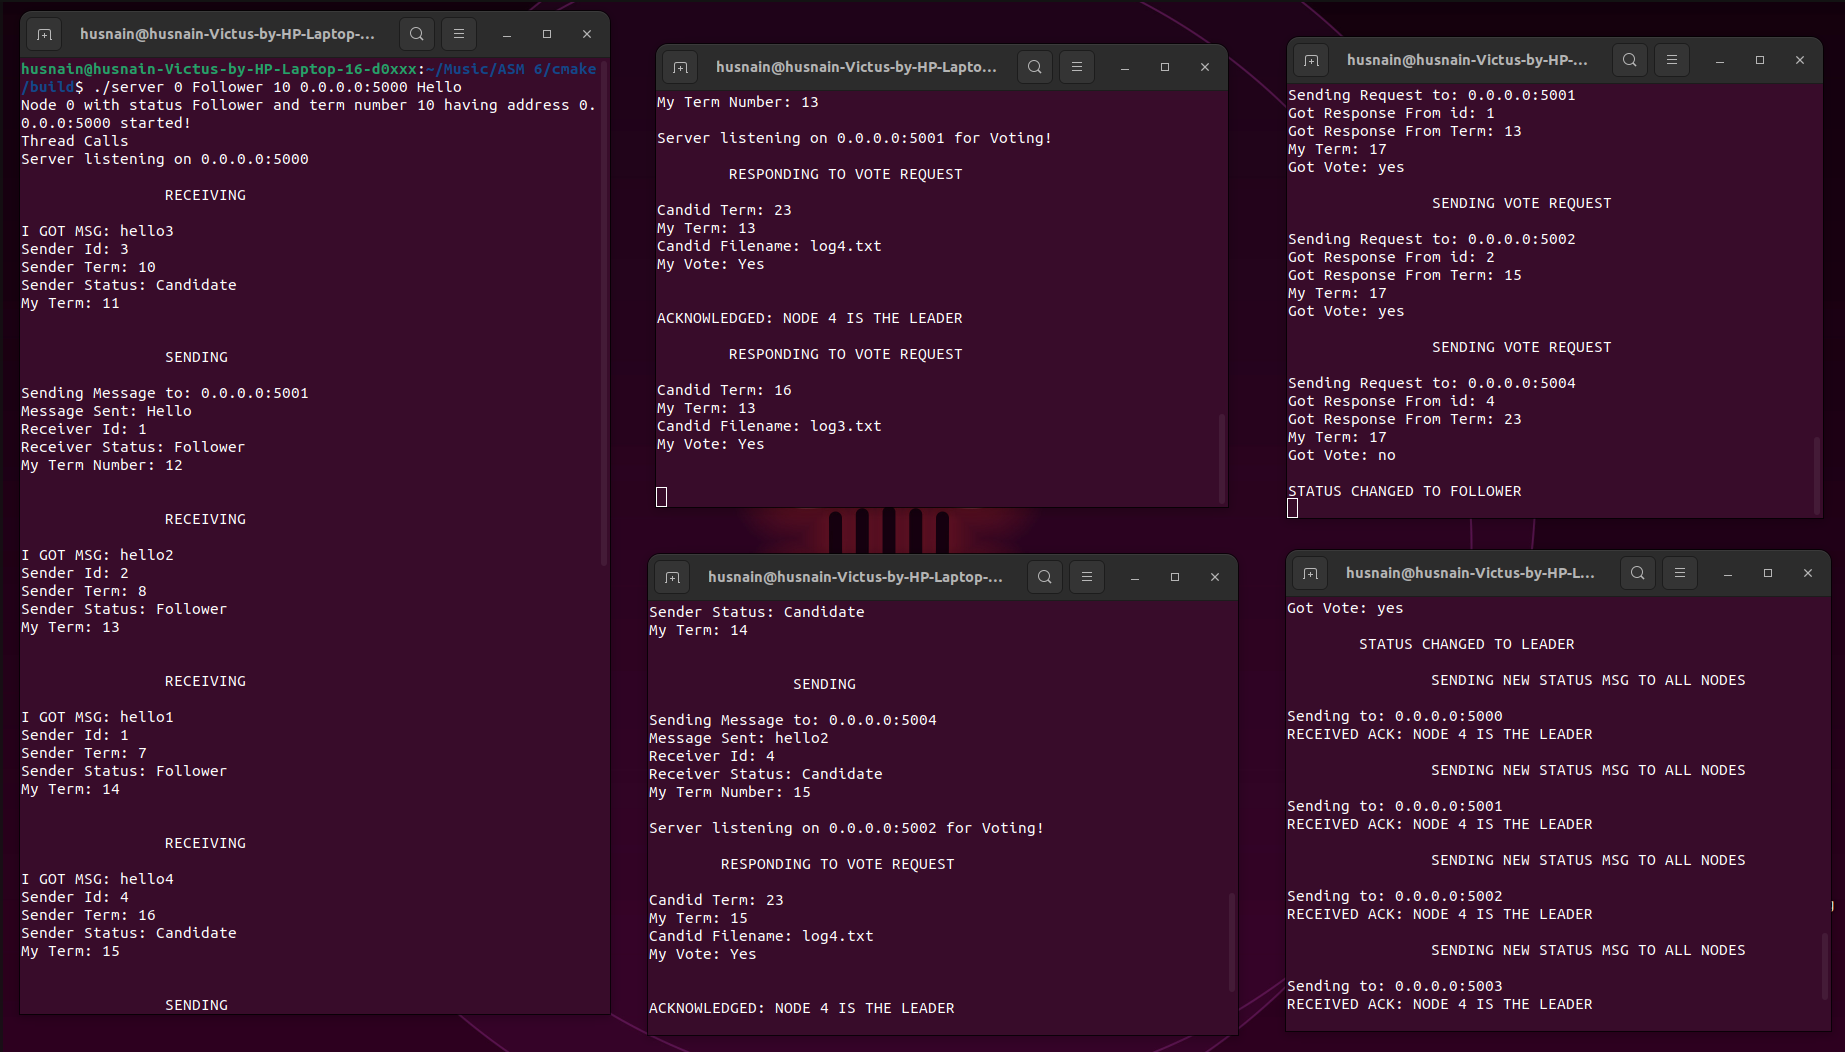 husnain@husnain-Victus-by-HP-Laptop-...
husnain@husnain-Victus-by-HP-Laptop-16-d0xxx:~/Music/ASM 6/cmake
/build$ ./server 0 Follower 10 0.0.0.0:5000 Hello
Node 0 with status Follower and term number 10 having address 0.
0.0.0:5000 started!
Thread Calls
Server listening on 0.0.0.0:5000
RECEIVING
I GOT MSG: hello3
Sender Id: 3
Sender Term: 10
Sender Status: Candidate
My Term: 11
SENDING
Sending Message to: 0.0.0.0:5001
Message Sent: Hello
Receiver Id: 1
Receiver Status: Follower
My Term Number: 12
RECEIVING
I GOT MSG: hello2
Sender Id: 2
Sender Term: 8
Sender Status: Follower
My Term: 13
RECEIVING
I GOT MSG: hello1
Sender Id: 1
Sender Term: 7
Sender Status: Follower
My Term: 14
RECEIVING
I GOT MSG: hello4
Sender Id: 4
Sender Term: 16
Sender Status: Candidate
My Term: 15
SENDING
husnain@husnain-Victus-by-HP-Lapto...
My Term Number: 13
Server listening on 0.0.0.0:5001 for Voting!
RESPONDING TO VOTE REQUEST
Candid Term: 23
My Term: 13
Candid Filename: log4.txt
My Vote: Yes
ACKNOWLEDGED: NODE 4 IS THE LEADER
RESPONDING TO VOTE REQUEST
Candid Term: 16
My Term: 13
Candid Filename: log3.txt
My Vote: Yes
husnain@husnain-Victus-by-HP-Laptop-...
Sender Status: Candidate
My Term: 14
SENDING
Sending Message to: 0.0.0.0:5004
Message Sent: hello2
Receiver Id: 4
Receiver Status: Candidate
My Term Number: 15
Server listening on 0.0.0.0:5002 for Voting!
RESPONDING TO VOTE REQUEST
Candid Term: 23
My Term: 15
Candid Filename: log4.txt
My Vote: Yes
ACKNOWLEDGED: NODE 4 IS THE LEADER
husnain@husnain-Victus-by-HP-...
Sending Request to: 0.0.0.0:5001
Got Response From id: 1
Got Response From Term: 13
My Term: 17
Got Vote: yes
SENDING VOTE REQUEST
Sending Request to: 0.0.0.0:5002
Got Response From id: 2
Got Response From Term: 15
My Term: 17
Got Vote: yes
SENDING VOTE REQUEST
Sending Request to: 0.0.0.0:5004
Got Response From id: 4
Got Response From Term: 23
My Term: 17
Got Vote: no
STATUS CHANGED TO FOLLOWER
husnain@husnain-Victus-by-HP-L...
Got Vote: yes
STATUS CHANGED TO LEADER
SENDING NEW STATUS MSG TO ALL NODES
Sending to: 0.0.0.0:5000
RECEIVED ACK: NODE 4 IS THE LEADER
SENDING NEW STATUS MSG TO ALL NODES
Sending to: 0.0.0.0:5001
RECEIVED ACK: NODE 4 IS THE LEADER
SENDING NEW STATUS MSG TO ALL NODES
Sending to: 0.0.0.0:5002
RECEIVED ACK: NODE 4 IS THE LEADER
SENDING NEW STATUS MSG TO ALL NODES
Sending to: 0.0.0.0:5003
RECEIVED ACK: NODE 4 IS THE LEADER